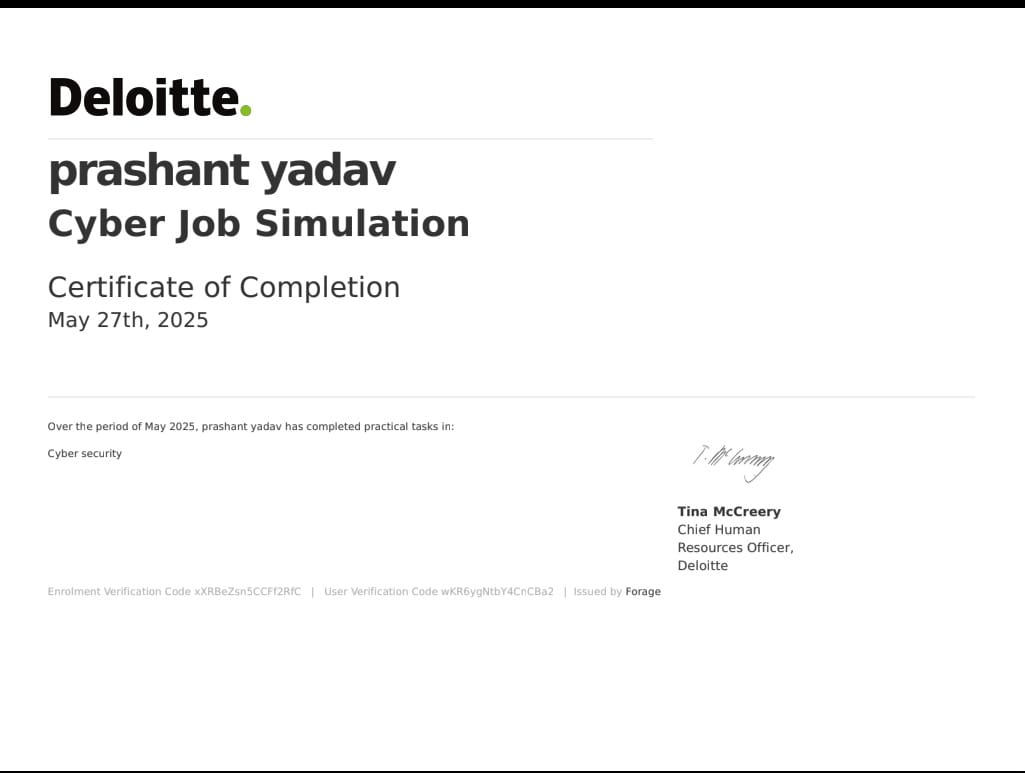 Deloitte.
prashant yadav
Cyber Job Simulation
Certificate of Completion
May 27th, 2025
Over the period of May 2025, prashant yadav has completed practical tasks in:
Cyber security
T. McCreery
Tina McCreery
Chief Human
Resources Officer,
Deloitte
Enrolment Verification Code xXRBeZsn5CCFf2RfC | User Verification Code wKR6ygNtbY4CnCBa2 | Issued by Forage